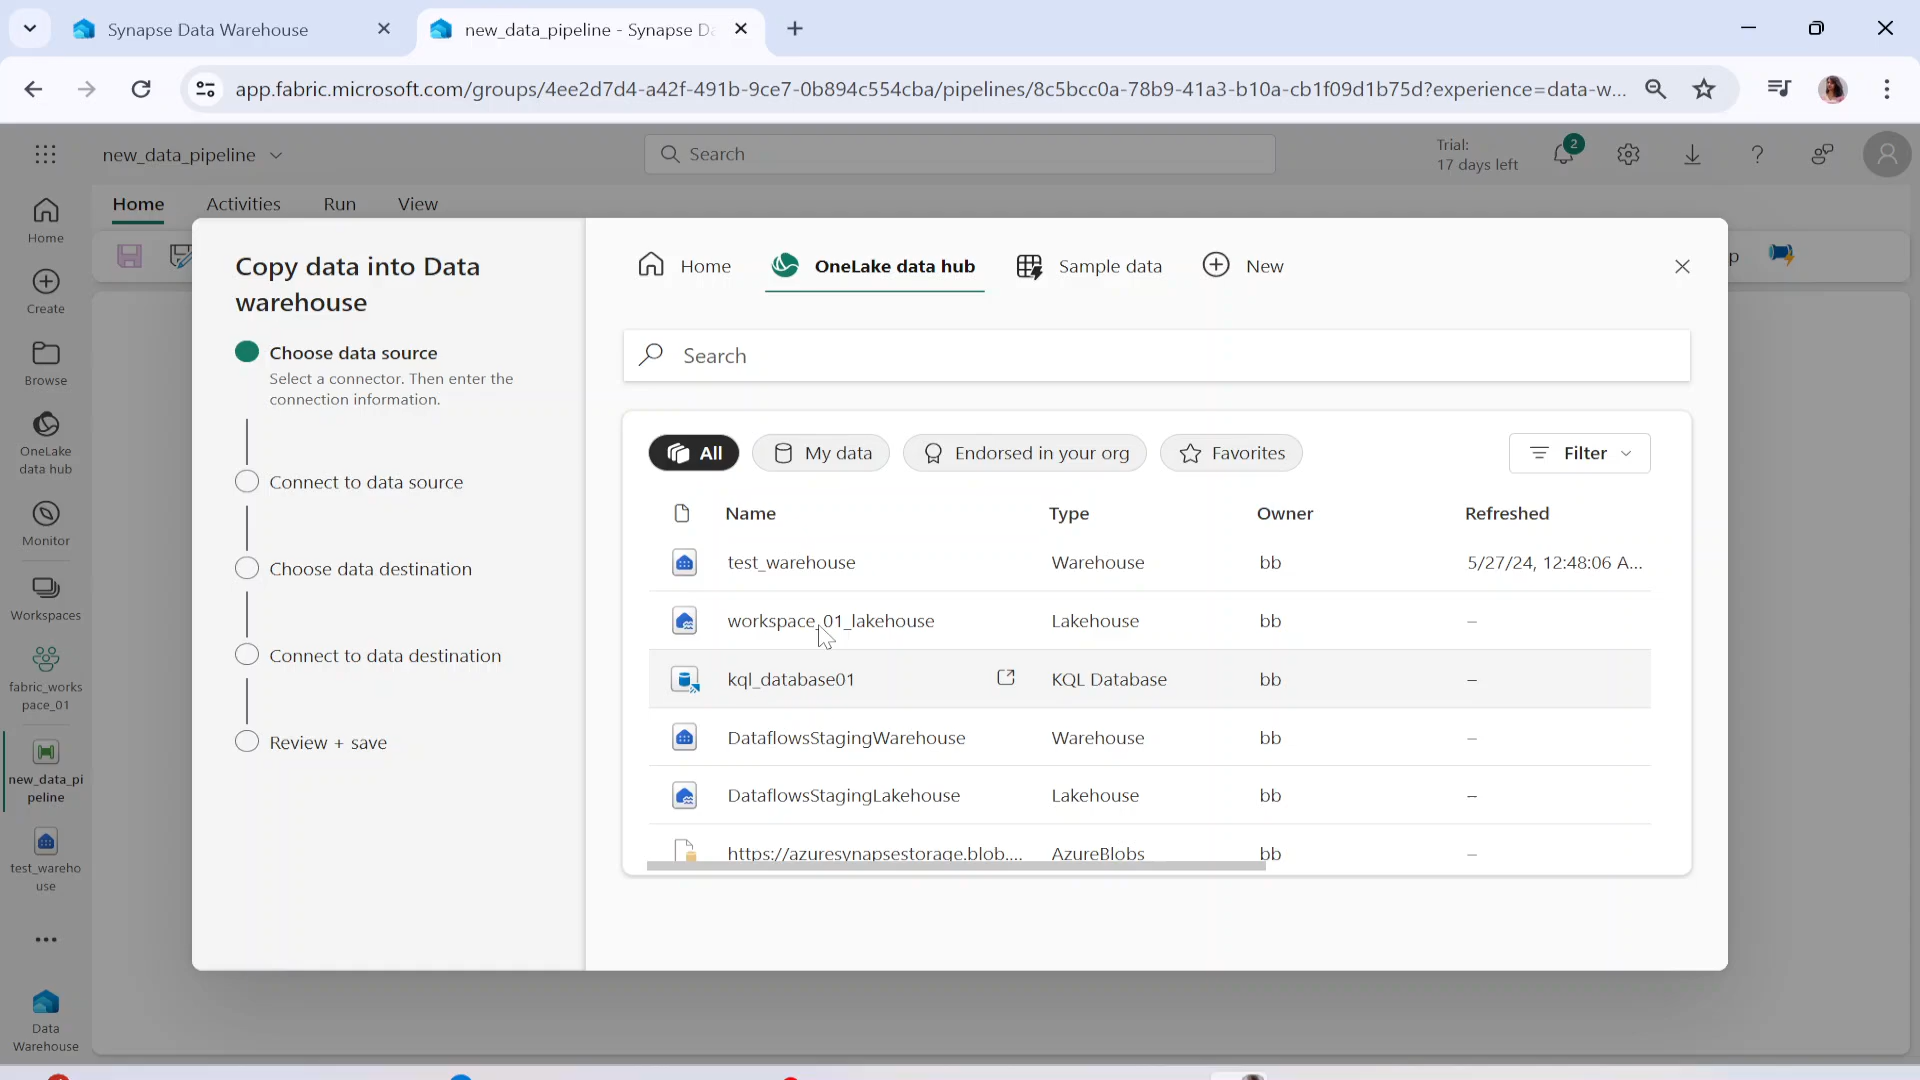 Synapse Data Warehouse
new_data_pipeline - Synapse Da
app.fabric.microsoft.com/groups/4ee2d7d4-a42f-491b-9ce7-0b894c554cba/pipelines/8c5bcc0a-78b9-41a3-b10a-cb1f09d1b75d?experience=data-w...
new_data_pipeline
Search
Trial:
17 days left
2
Home
Activities
Run
View
Home
Create
Browse
OneLake
data hub
Monitor
Workspaces
fabric_works
pace_01
new_data_pi
peline
test_wareho
use
Data
Warehouse
Copy data into Data
warehouse
Choose data source
Select a connector. Then enter the
connection information.
Connect to data source
Choose data destination
Connect to data destination
Review + save
Home
OneLake data hub
Sample data
New
p
Search
All
My data
Endorsed in your org
Favorites
Filter
Name Type Owner Refreshed
test_warehouse Warehouse bb 5/27/24, 12:48:06 A...
workspace_01_lakehouse Lakehouse bb –
kql_database01 KQL Database bb –
DataflowsStagingWarehouse Warehouse bb –
DataflowsStagingLakehouse Lakehouse bb –
https://azuresynapsestorage.blob.... AzureBlobs bb –